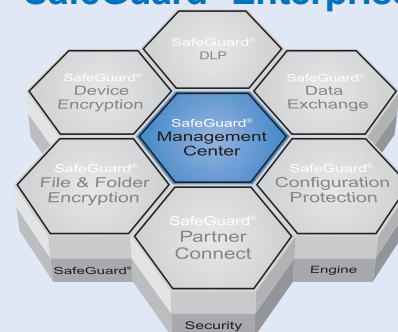 SafeGuard® Enterprise
SafeGuard®
DLP
SafeGuard®
Device
Encryption
SafeGuard®
Data
Exchange
SafeGuard®
Management
Center
SafeGuard®
File & Folder
Encryption
SafeGuard®
Configuration
Protection
SafeGuard®
Partner
Connect
SafeGuard®
Security
Engine